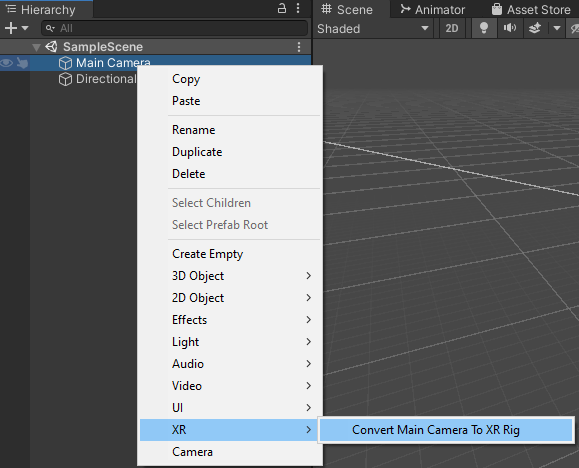 Hierarchy
Scene
Animator
Asset Store
All
Shaded
2D
SampleScene
Main Camera
Directional
Copy
Paste
Rename
Duplicate
Delete
Select Children
Select Prefab Root
Create Empty
3D Object
2D Object
Effects
Light
Audio
Video
UI
XR
Convert Main Camera To XR Rig
Camera